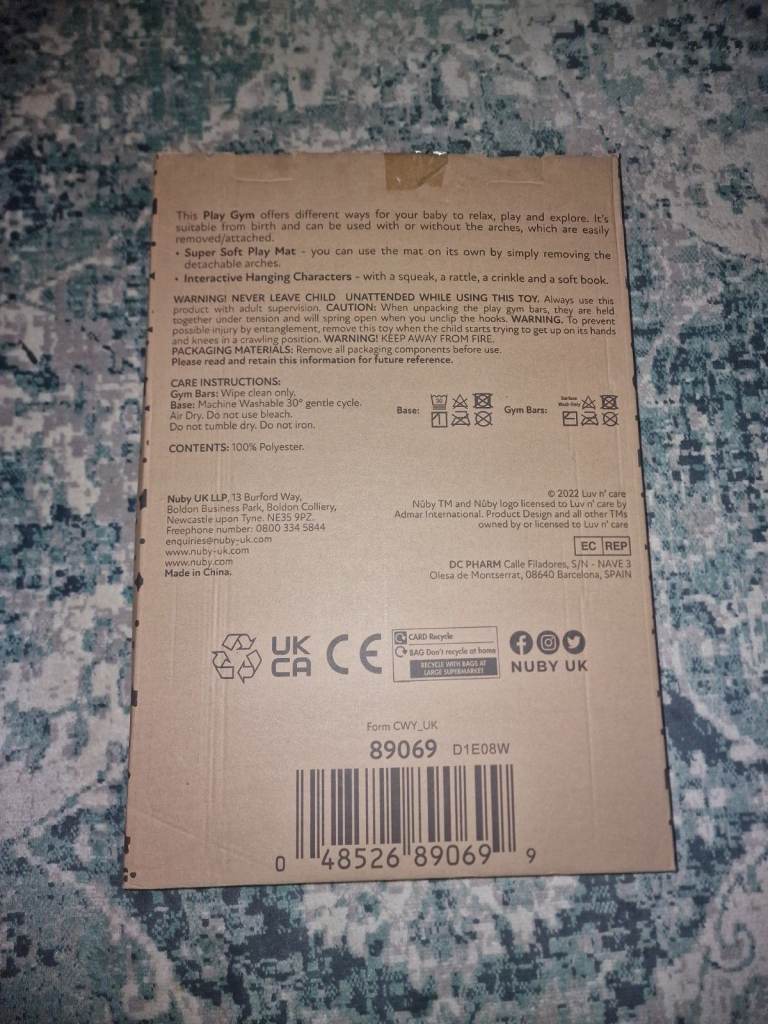 This Play Gym offers different ways for your baby to relax, play and explore. It's
suitable from birth and can be used with or without the arches, which are easily
removed/attached.
• Super Soft Play Mat - you can use the mat on its own by simply removing the
detachable arches.
• Interactive Hanging Characters - with a squeak, a rattle, a crinkle and a soft book.
WARNING! NEVER LEAVE CHILD UNATTENDED WHILE USING THIS TOY. Always use this
product with adult supervision. CAUTION: When unpacking the play gym bars, they are held
together under tension and will spring open when you unclip the hooks. WARNING. To prevent
possible injury by entanglement, remove this toy when the child starts trying to get up on its hands
and knees in a crawling position. WARNING! KEEP AWAY FROM FIRE.
PACKAGING MATERIALS: Remove all packaging components before use.
Please read and retain this information for future reference.
CARE INSTRUCTIONS:
Gym Bars: Wipe clean only.
Base: Machine Washable 30° gentle cycle.
Air Dry. Do not use bleach.
Do not tumble dry. Do not iron.
Base: 30
Gym Bars: Surface Wash Only
CONTENTS: 100% Polyester.
Nuby UK LLP, 13 Burford Way,
Boldon Business Park, Boldon Colliery,
Newcastle upon Tyne. NE35 9PZ.
Freephone number: 0800 334 5844
enquiries@nuby-uk.com
www.nuby-uk.com
www.nuby.com
Made in China.
© 2022 Luv n' care
Nûby TM and Nûby logo licensed to Luv n' care by
Admar International. Product Design and all other TMs
owned by or licensed to Luv n' care
EC REP
DC PHARM Calle Filadores, S/N - NAVE 3
Olesa de Montserrat, 08640 Barcelona, SPAIN
UK
CA
CE
CARD Recycle
BAG Don't recycle at home
RECYCLE WITH BAGS AT
LARGE SUPERMARKET
NUBY UK
Form CWY_UK
89069 D1E08W
0 48526 89069 9